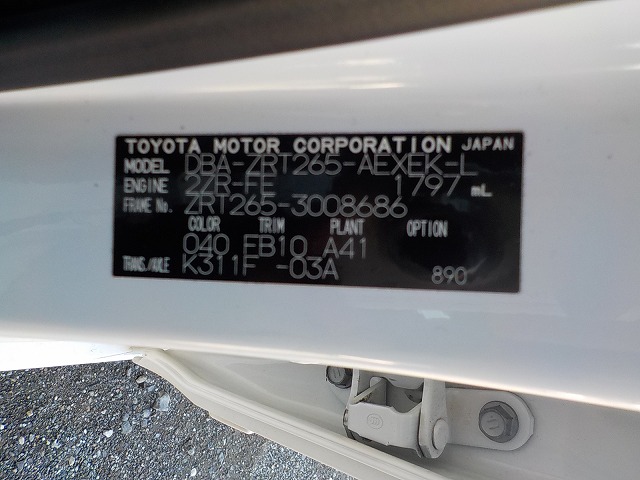 TOYOTA MOTOR CORPORATION JAPAN
MODEL DBA-ZRT265-AEXEK-L
ENGINE 2ZR-FE 1797 mL
FRAME No. ZRT265-3008686
COLOR TRIM PLANT OPTION
040 EB10 A41
TRANS./AXLE K311F -03A 890